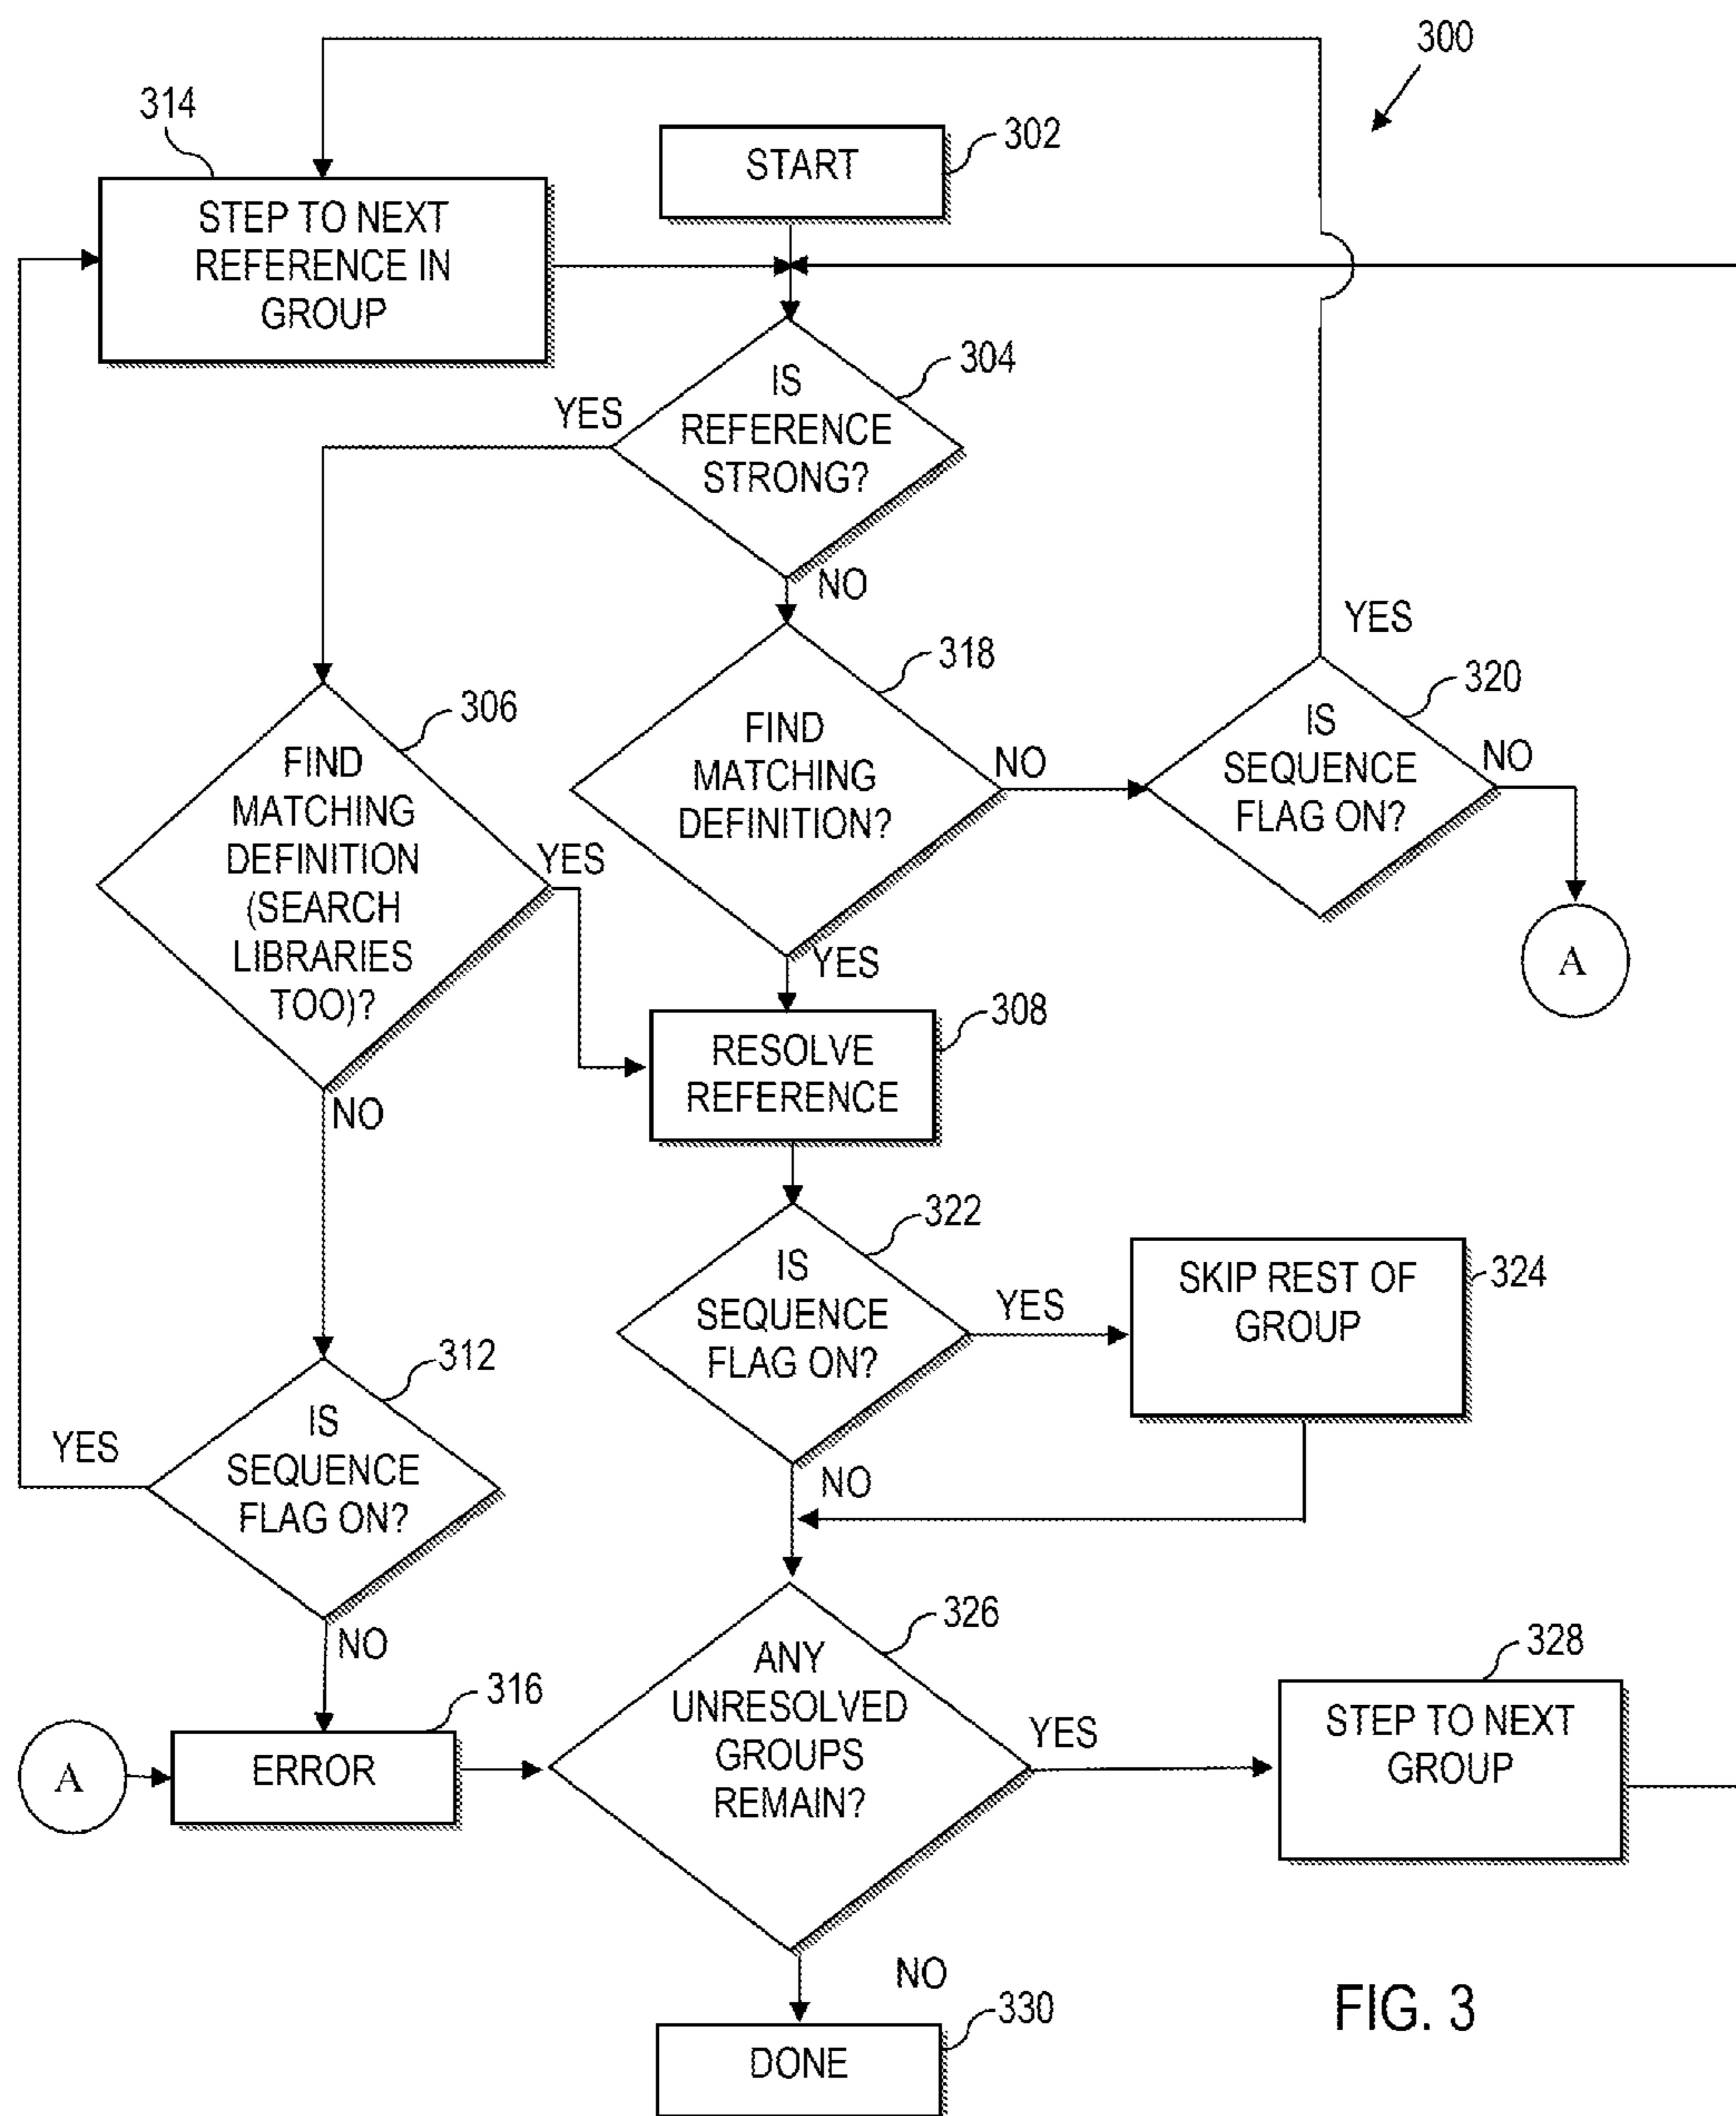 300
314
302
START
STEP TO NEXT
REFERENCE IN
GROUP
304
IS
REFERENCE
STRONG?
YES
NO
318
FIND
MATCHING
DEFINITION?
NO
YES
YES
320
IS
SEQUENCE
FLAG ON?
NO
A
306
FIND
MATCHING
DEFINITION
(SEARCH
LIBRARIES
TOO)?
YES
NO
308
RESOLVE
REFERENCE
322
IS
SEQUENCE
FLAG ON?
YES
NO
324
SKIP REST OF
GROUP
312
IS
SEQUENCE
FLAG ON?
YES
NO
316
A
ERROR
326
ANY
UNRESOLVED
GROUPS
REMAIN?
YES
NO
328
STEP TO NEXT
GROUP
330
DONE
FIG. 3